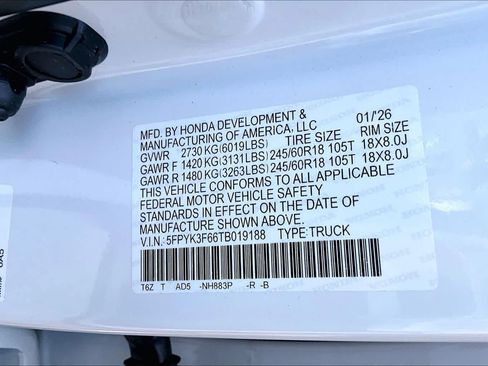 MFD. BY HONDA DEVELOPMENT & 01/'26
MANUFACTURING OF AMERICA, LLC
TIRE SIZE RIM SIZE
GVWR 2730 KG(6019LBS)
GAWR F 1420 KG(3131LBS) 245/60R18 105T 18X8.0J
GAWR R 1480 KG(3263LBS) 245/60R18 105T 18X8.0J
THIS VEHICLE CONFORMS TO ALL APPLICABLE
FEDERAL MOTOR VEHICLE SAFETY
STANDARDS IN EFFECT ON THE DATE OF
MANUFACTURE SHOWN ABOVE.
V.I.N.: 5FPYK3F66TB019188 TYPE:TRUCK
T6Z T AD5 -NH883P -R -B